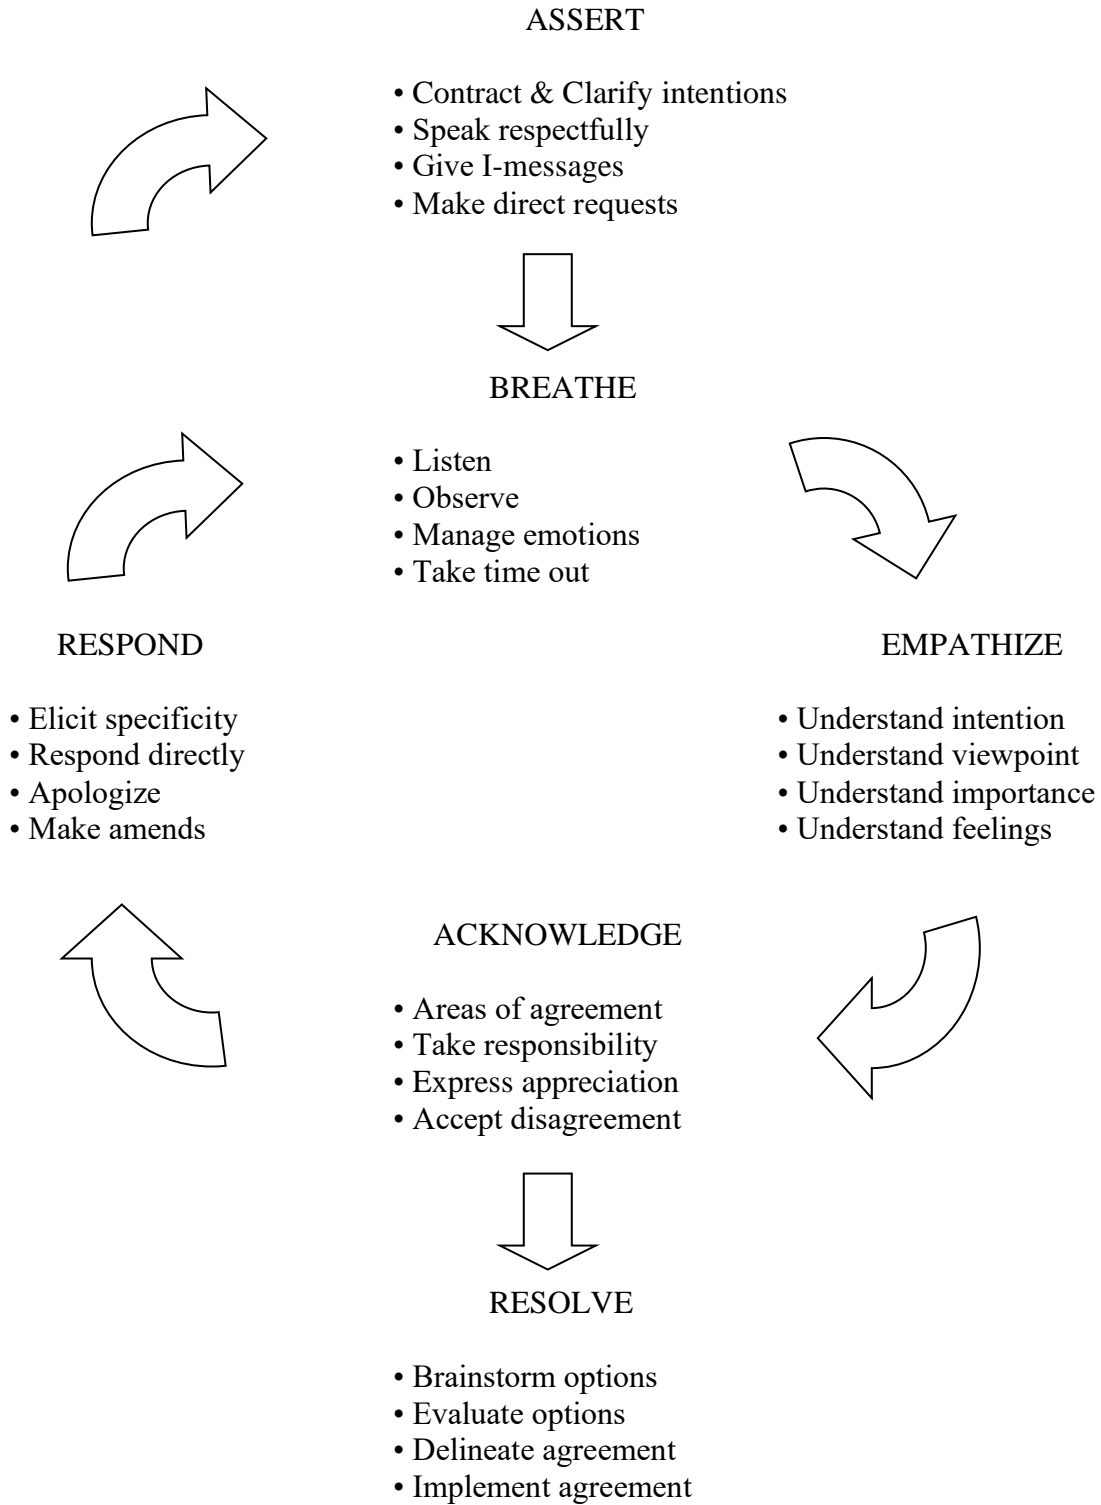 ASSERT
• Contract & Clarify intentions
• Speak respectfully
• Give I-messages
• Make direct requests
BREATHE
• Listen
• Observe
• Manage emotions
• Take time out
RESPOND
• Elicit specificity
• Respond directly
• Apologize
• Make amends
EMPATHIZE
• Understand intention
• Understand viewpoint
• Understand importance
• Understand feelings
ACKNOWLEDGE
• Areas of agreement
• Take responsibility
• Express appreciation
• Accept disagreement
RESOLVE
• Brainstorm options
• Evaluate options
• Delineate agreement
• Implement agreement